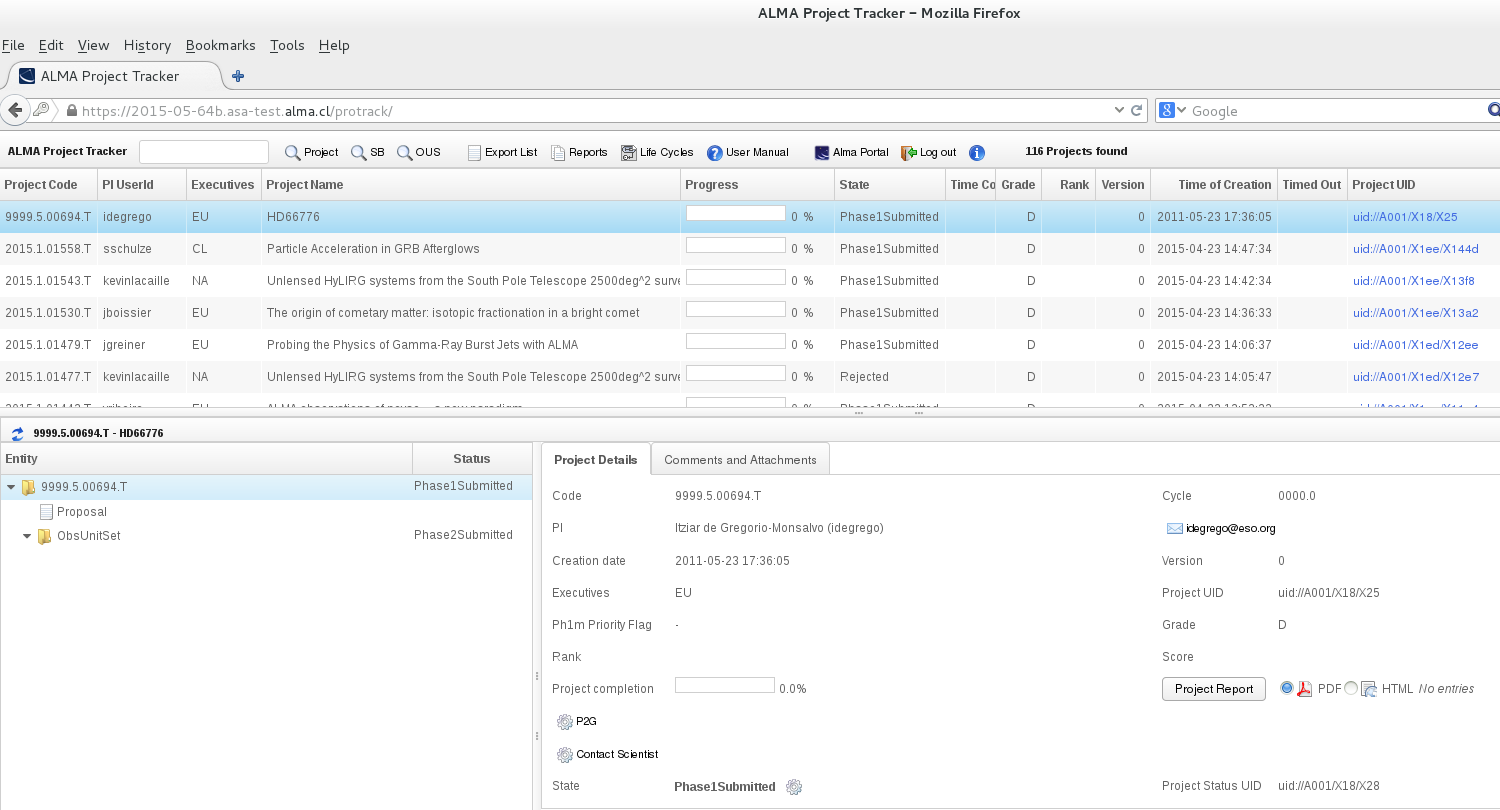 ALMA Project Tracker – Mozilla Firefox
File Edit View History Bookmarks Tools Help
ALMA Project Tracker
https://2015-05-64b.asa-test.alma.cl/protrack/ 8 Google
ALMA Project Tracker Project SB OUS Export List Reports Life Cycles ? User Manual Alma Portal Log out i 116 Projects found
Project Code PI UserId Executives Project Name Progress State Time Co Grade Rank Version Time of Creation Timed Out Project UID
9999.5.00694.T idegrego EU HD66776 0 % Phase1Submitted D 0 2011-05-23 17:36:05 uid://A001/X18/X25
2015.1.01558.T sschulze CL Particle Acceleration in GRB Afterglows 0 % Phase1Submitted D 0 2015-04-23 14:47:34 uid://A001/X1ee/X144d
2015.1.01543.T kevinlacaille NA Unlensed HyLIRG systems from the South Pole Telescope 2500deg^2 surve 0 % Phase1Submitted D 0 2015-04-23 14:42:34 uid://A001/X1ee/X13f8
2015.1.01530.T jboissier EU The origin of cometary matter: isotopic fractionation in a bright comet 0 % Phase1Submitted D 0 2015-04-23 14:36:33 uid://A001/X1ee/X13a2
2015.1.01479.T jgreiner EU Probing the Physics of Gamma-Ray Burst Jets with ALMA 0 % Phase1Submitted D 0 2015-04-23 14:06:37 uid://A001/X1ed/X12ee
2015.1.01477.T kevinlacaille NA Unlensed HyLIRG systems from the South Pole Telescope 2500deg^2 surve 0 % Rejected D 0 2015-04-23 14:05:47 uid://A001/X1ed/X12e7
9999.5.00694.T - HD66776
Entity Status
9999.5.00694.T Phase1Submitted
Proposal
ObsUnitSet Phase2Submitted
Project Details Comments and Attachments
Code 9999.5.00694.T Cycle 0000.0
PI Itziar de Gregorio-Monsalvo (idegrego) idegrego@eso.org
Creation date 2011-05-23 17:36:05 Version 0
Executives EU Project UID uid://A001/X18/X25
Ph1m Priority Flag - Grade D
Rank Score
Project completion 0.0% Project Report PDF HTML No entries
P2G
Contact Scientist
State Phase1Submitted Project Status UID uid://A001/X18/X28